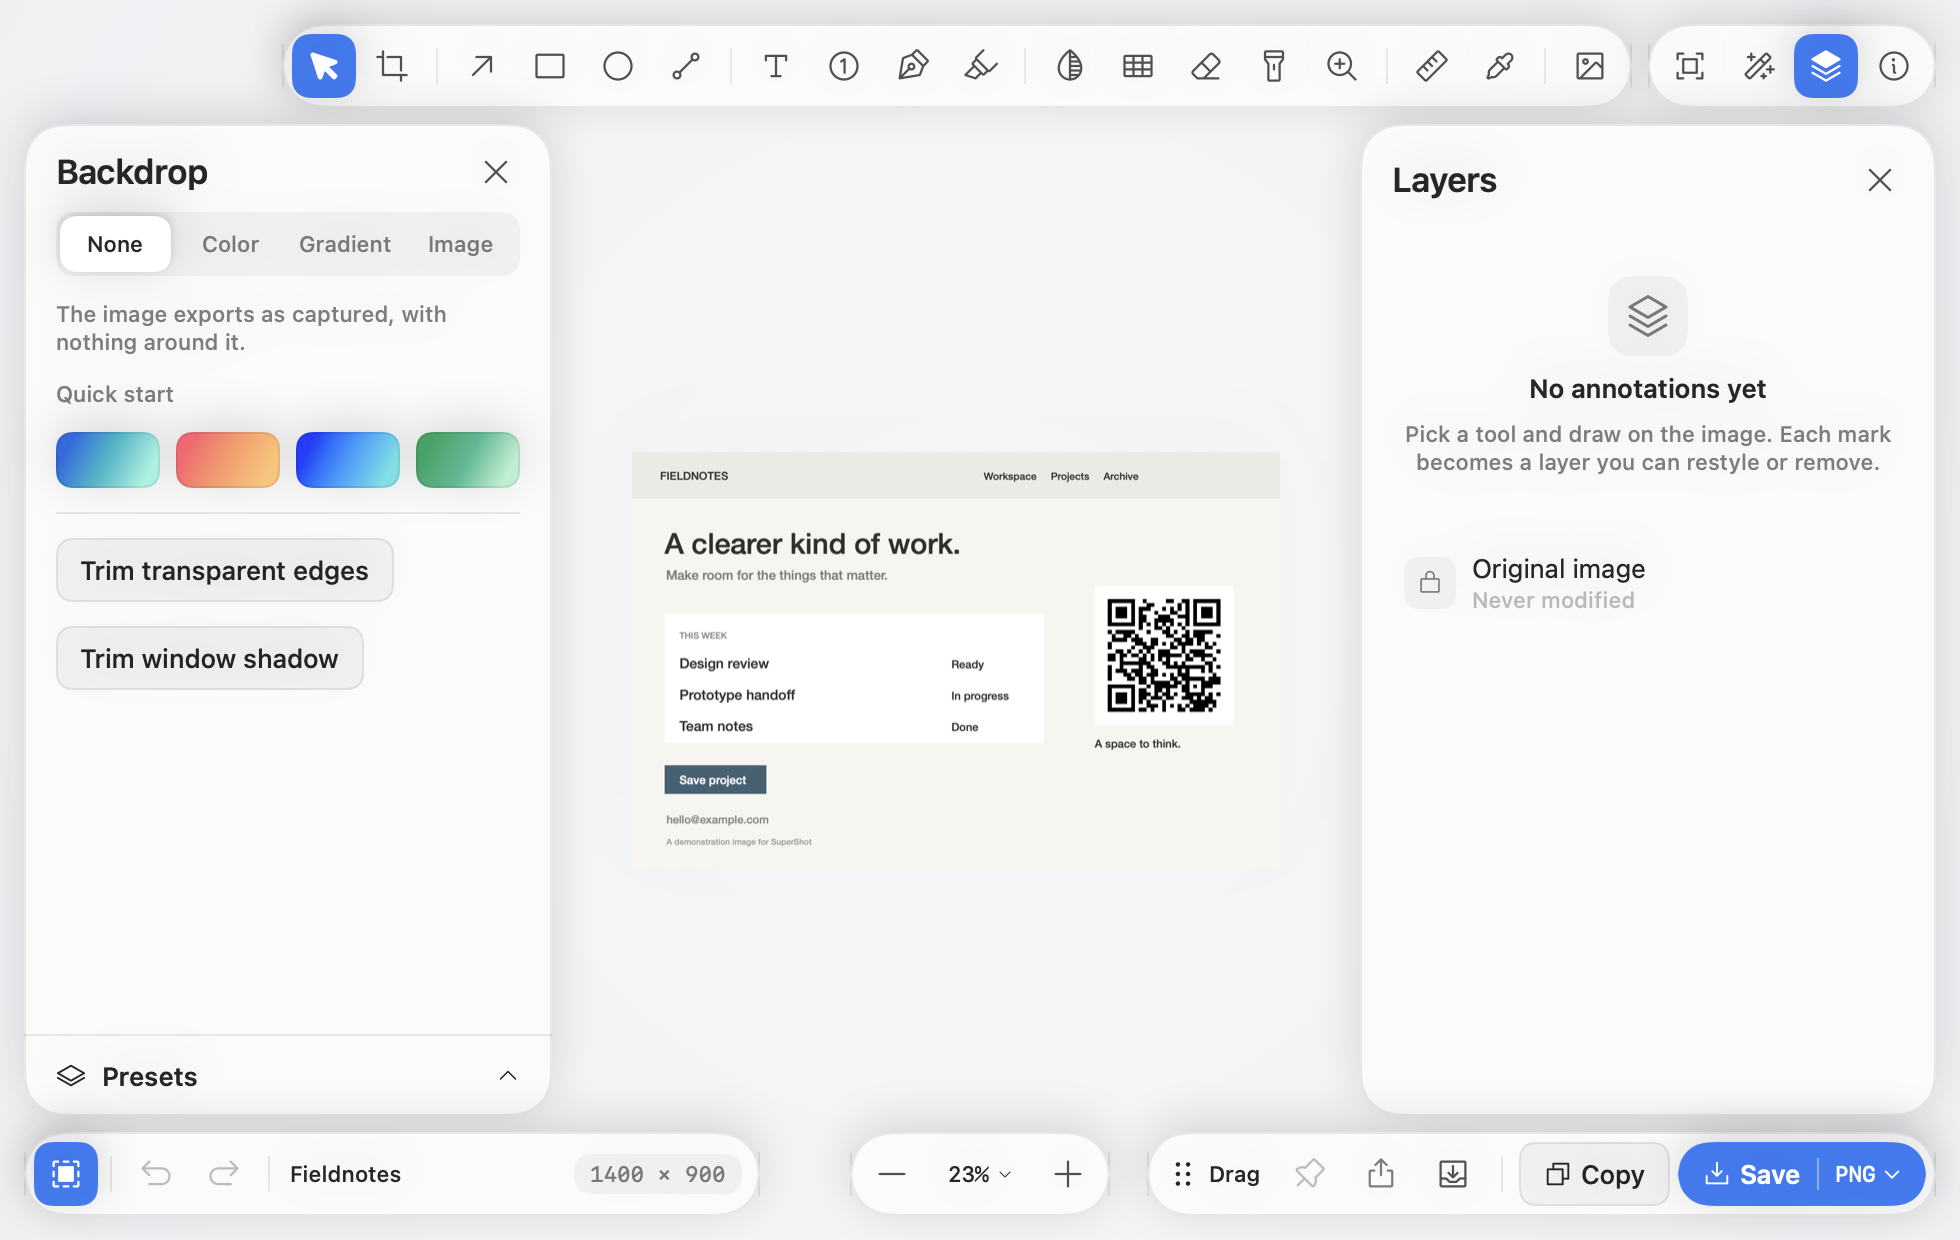 1
Backdrop
None Color Gradient Image
The image exports as captured, with
nothing around it.
Quick start
Trim transparent edges
Trim window shadow
Presets
FIELDNOTES
Workspace Projects Archive
A clearer kind of work.
Make room for the things that matter.
THIS WEEK
Design review Ready
Prototype handoff In progress
Team notes Done
A space to think.
Save project
hello@example.com
A demonstration image for SuperShot
Layers
No annotations yet
Pick a tool and draw on the image. Each mark
becomes a layer you can restyle or remove.
Original image
Never modified
Fieldnotes 1400 × 900
23%
Drag Copy Save PNG